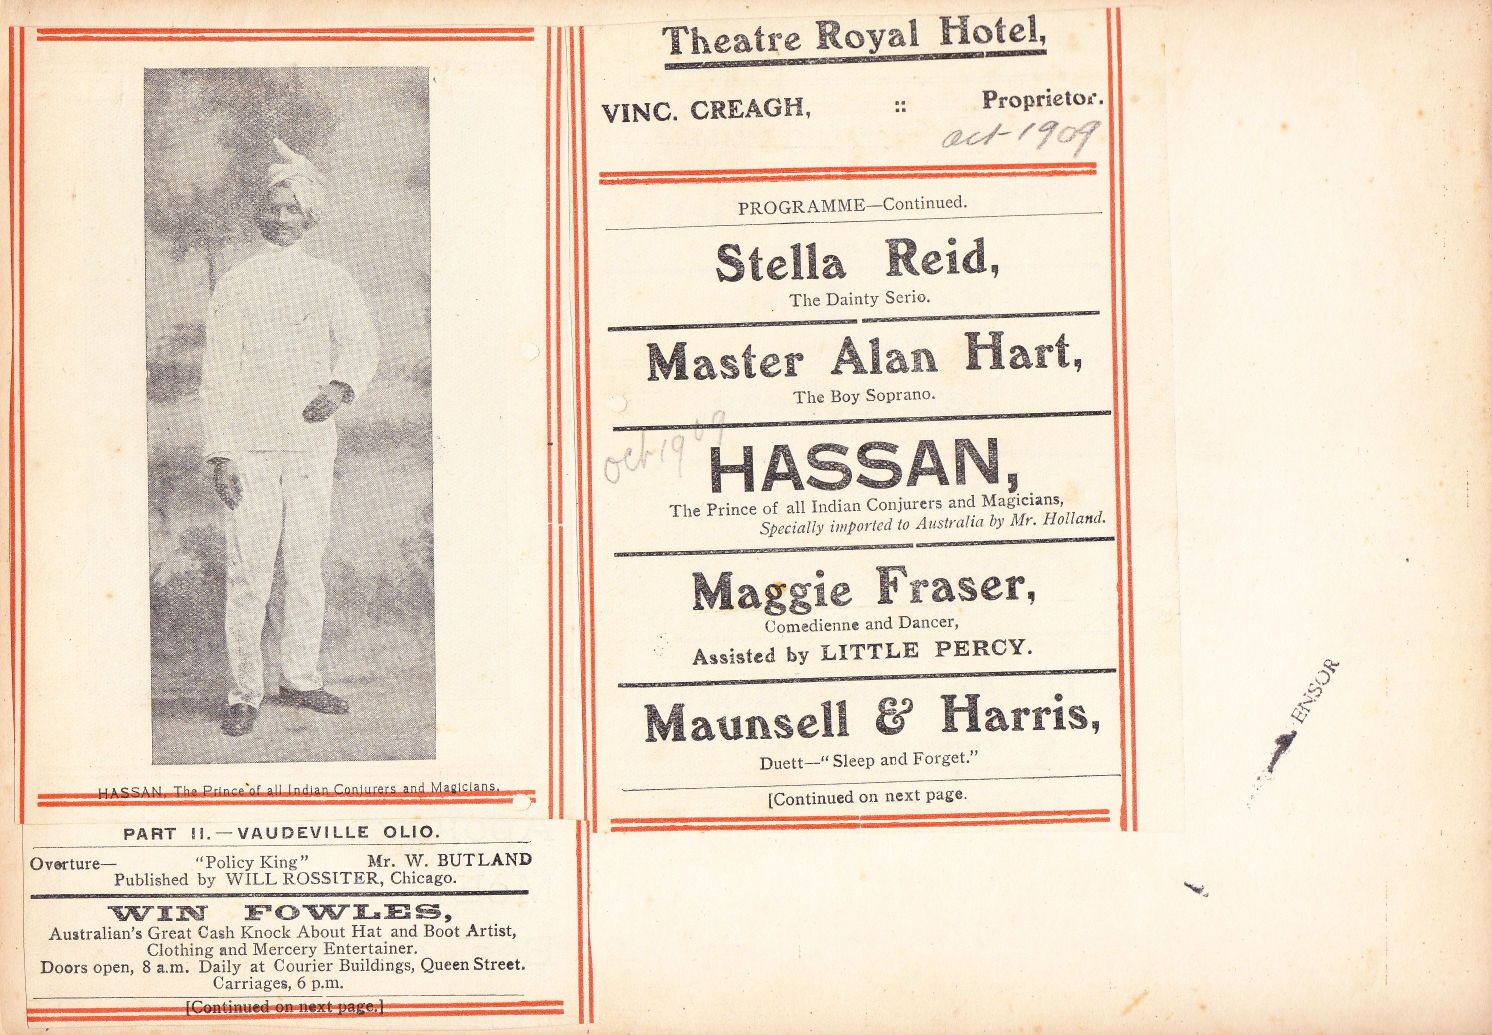 HASSAN, The Prince of all Indian Conjurers and Magicians.
PART II.—VAUDEVILLE OLIO.
Overture— "Policy King" Mr. W. BUTLAND
Published by WILL ROSSITER, Chicago.
WIN FOWLES,
Australian's Great Cash Knock About Hat and Boot Artist,
Clothing and Mercery Entertainer.
Doors open, 8 a.m. Daily at Courier Buildings, Queen Street.
Carriages, 6 p.m.
[Continued on next page.]
Theatre Royal Hotel,
VINC. CREAGH, :: Proprietor.
oct 1909
PROGRAMME—Continued.
Stella Reid,
The Dainty Serio.
Master Alan Hart,
The Boy Soprano.
oct 1909
HASSAN,
The Prince of all Indian Conjurers and Magicians,
Specially imported to Australia by Mr. Holland.
Maggie Fraser,
Comedienne and Dancer,
Assisted by LITTLE PERCY.
Maunsell & Harris,
Duett—"Sleep and Forget."
[Continued on next page.
ENSOR